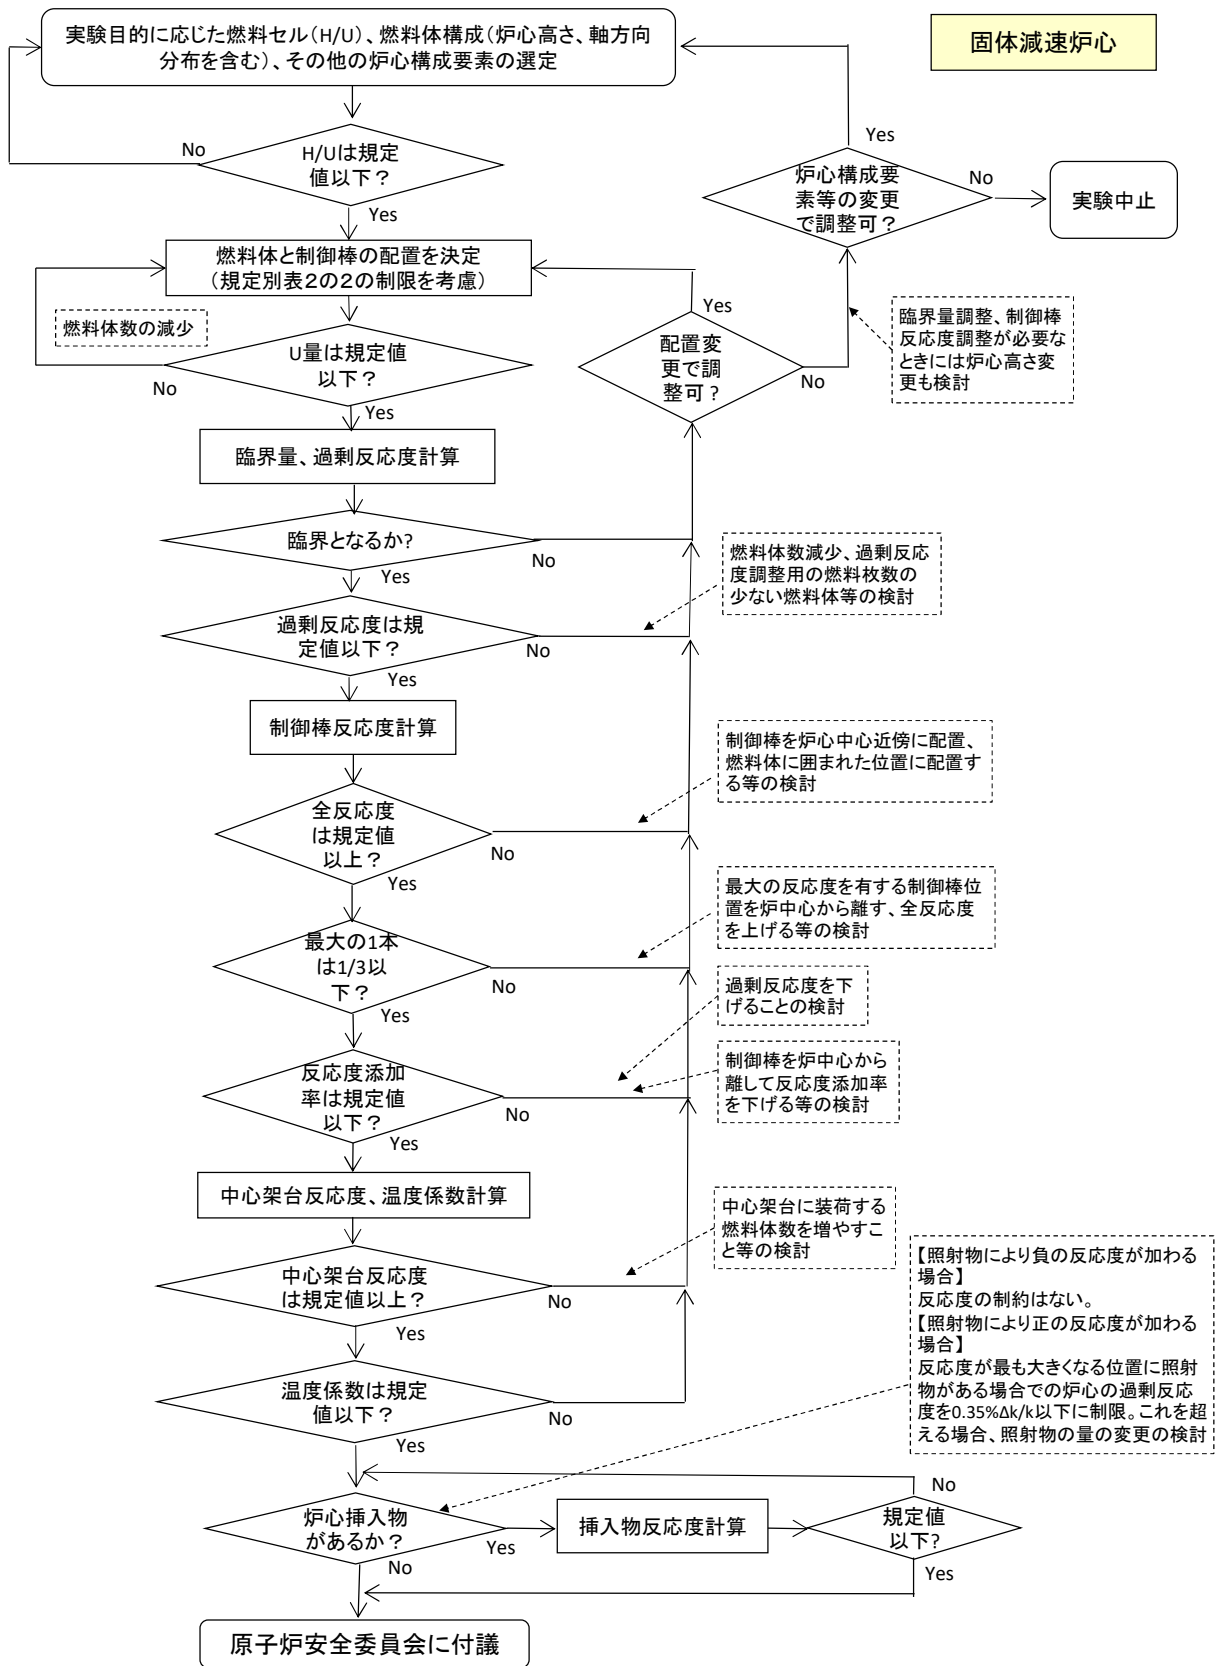 実験目的に応じた燃料セル(H/U)、燃料体構成(炉心高さ、軸方向
分布を含む)、その他の炉心構成要素の選定
固体減速炉心
No
H/Uは規定
値以下？
Yes
Yes
炉心構成要
素等の変更
で調整可？
No
実験中止
燃料体と制御棒の配置を決定
(規定別表２の２の制限を考慮)
燃料体数の減少
U量は規定値
以下？
No
Yes
Yes
配置変
更で調
整可？
No
臨界量調整、制御棒
反応度調整が必要な
ときには炉心高さ変
更も検討
臨界量、過剰反応度計算
臨界となるか?
No
Yes
燃料体数減少、過剰反応
度調整用の燃料枚数の
少ない燃料体等の検討
過剰反応度は規
定値以下？
No
Yes
制御棒反応度計算
制御棒を炉心中心近傍に配置、
燃料体に囲まれた位置に配置す
る等の検討
全反応度
は規定値
以上？
No
Yes
最大の反応度を有する制御棒位
置を炉中心から離す、全反応度
を上げる等の検討
最大の1本
は1/3以
下？
No
Yes
過剰反応度を下
げることの検討
制御棒を炉中心から
離して反応度添加率
を下げる等の検討
反応度添加
率は規定値
以下？
No
Yes
中心架台反応度、温度係数計算
中心架台に装荷する
燃料体数を増やすこ
と等の検討
中心架台反応度
は規定値以上？
No
Yes
【照射物により負の反応度が加わる
場合】
反応度の制約はない。
【照射物により正の反応度が加わる
場合】
反応度が最も大きくなる位置に照射
物がある場合での炉心の過剰反応
度を0.35%Δk/k以下に制限。これを超
える場合、照射物の量の変更の検討
温度係数は規定
値以下？
No
Yes
炉心挿入物
があるか？
Yes
No
挿入物反応度計算
No
規定値
以下?
Yes
原子炉安全委員会に付議